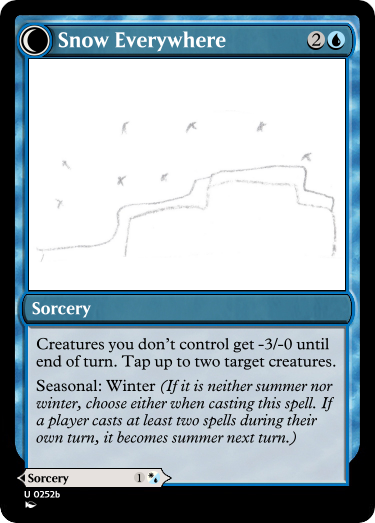 Snow Everywhere 2
Sorcery
Creatures you don't control get -3/-0 until
end of turn. Tap up to two target creatures.
Seasonal: Winter (If it is neither summer nor
winter, choose either when casting this spell. If
a player casts at least two spells during their
own turn, it becomes summer next turn.)
Sorcery 1
U 0252b